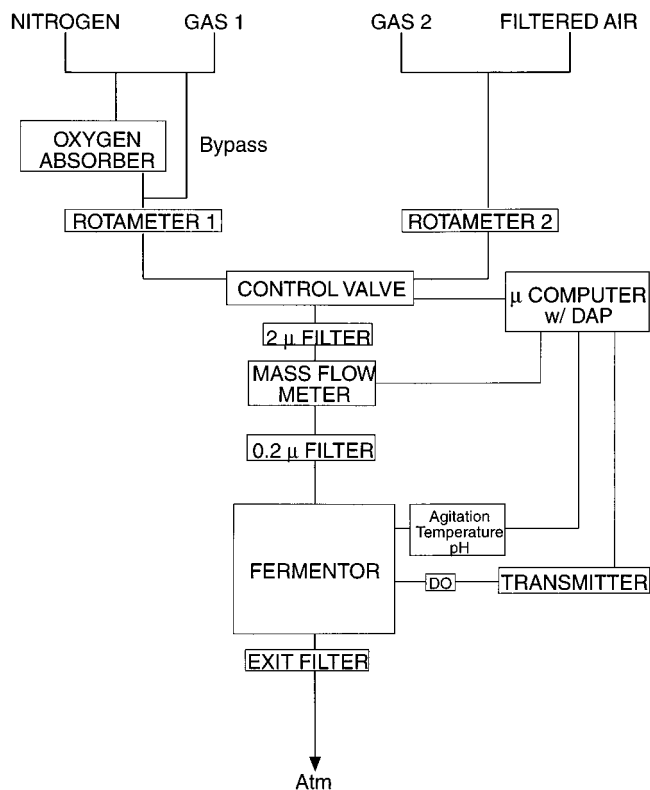 NITROGEN
GAS 1
GAS 2
FILTERED AIR
OXYGEN
ABSORBER
Bypass
ROTAMETER 1
ROTAMETER 2
CONTROL VALVE
μ COMPUTER
w/ DAP
2 μ FILTER
MASS FLOW
METER
0.2 μ FILTER
Agitation
Temperature
pH
FERMENTOR
DO
TRANSMITTER
EXIT FILTER
Atm